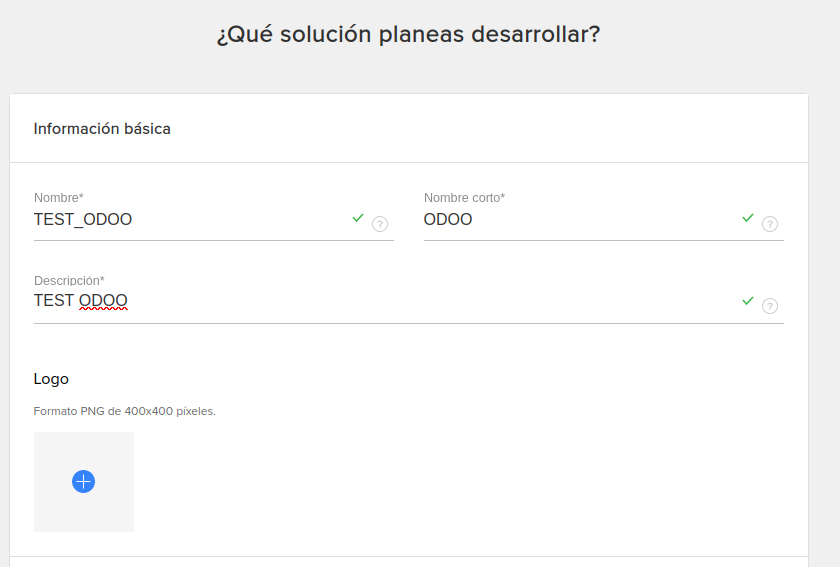 ¿Qué solución planeas desarrollar?
Información básica
Nombre*
TEST_ODOO
?
Nombre corto*
ODOO
?
Descripción*
TEST ODOO
?
Logo
Formato PNG de 400x400 píxeles.